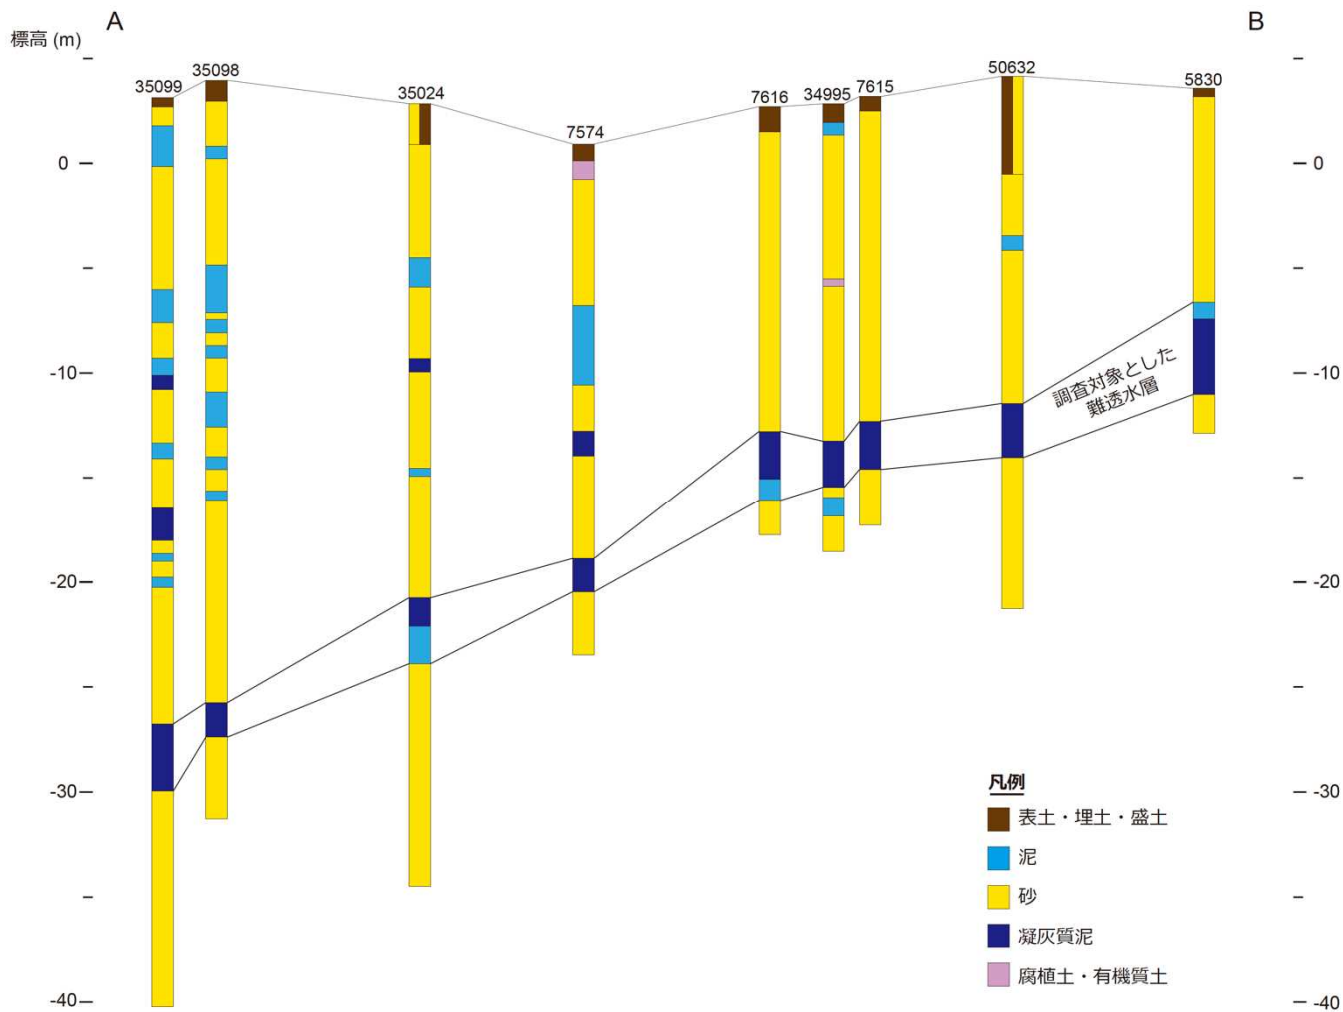 A
B
標高 (m)
35099
35098
35024
7574
7616
34995
7615
50632
5830
0
0
-10
-10
調査対象とした
難透水層
-20
-20
-30
-30
-40
-40
凡例
表土・埋土・盛土
泥
砂
凝灰質泥
腐植土・有機質土